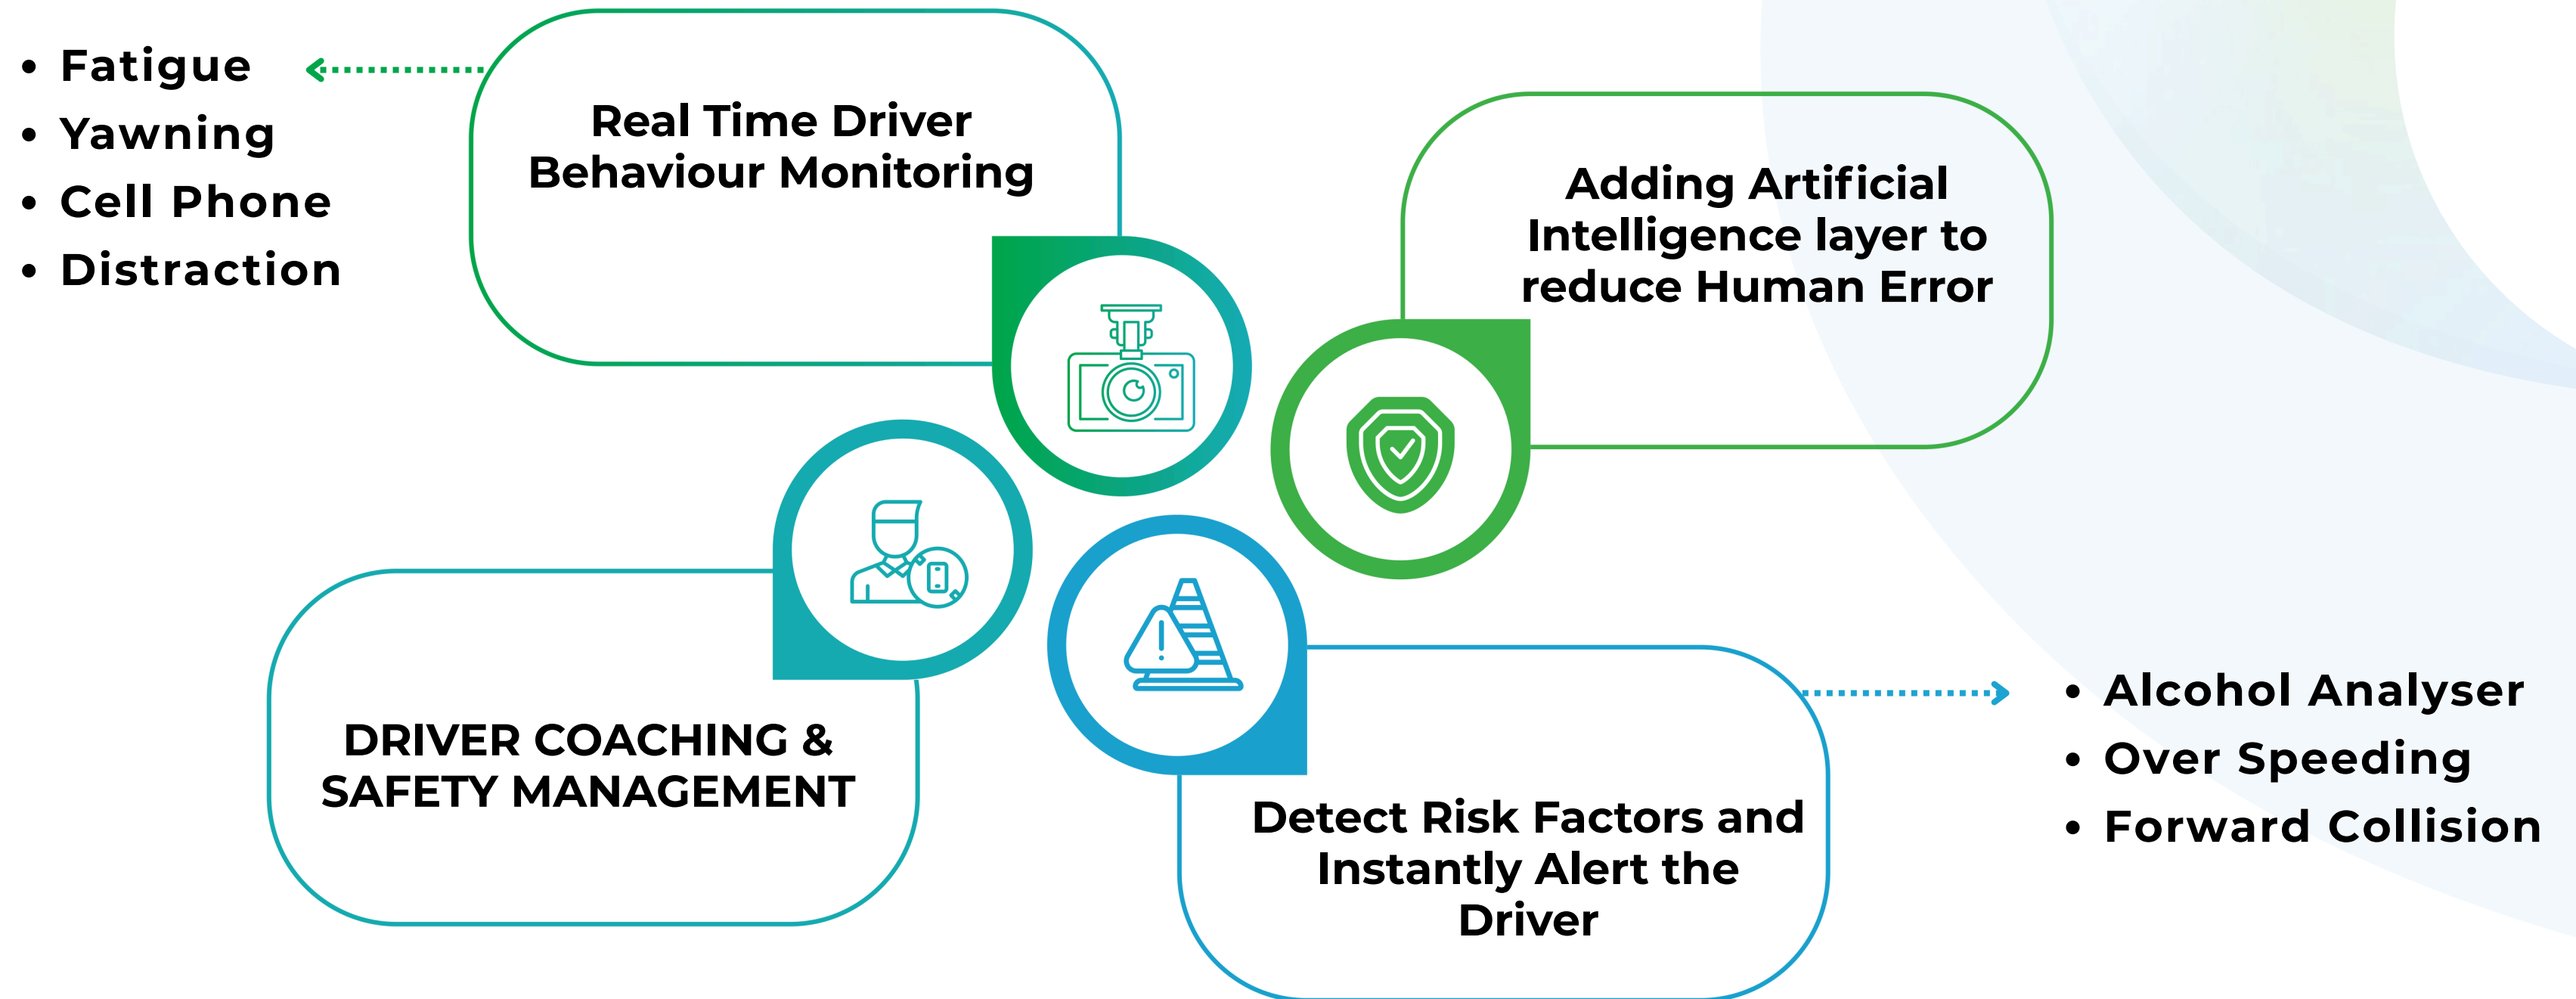 • Fatigue
• Yawning
• Cell Phone
• Distraction
Real Time Driver
Behaviour Monitoring
Adding Artificial
Intelligence layer to
reduce Human Error
DRIVER COACHING &
SAFETY MANAGEMENT
Detect Risk Factors and
Instantly Alert the
Driver
• Alcohol Analyser
• Over Speeding
• Forward Collision